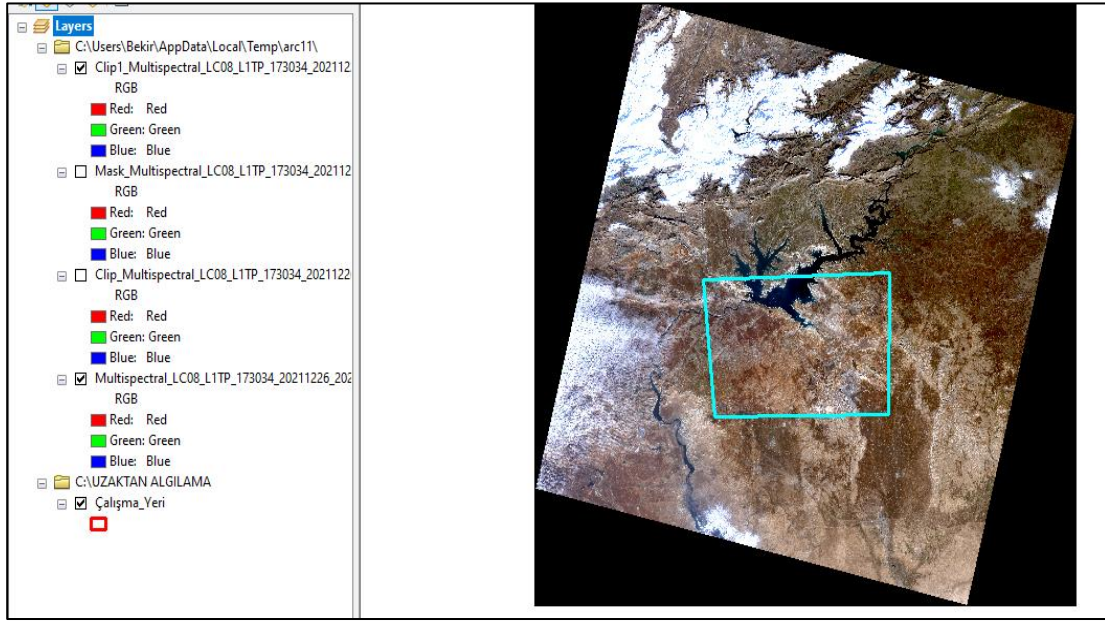 Layers
C:\Users\Bekir\AppData\Local\Temp\arc11\
Clip1_Multispectral_LC08_L1TP_173034_202112
RGB
Red: Red
Green: Green
Blue: Blue
Mask_Multispectral_LC08_L1TP_173034_202112
RGB
Red: Red
Green: Green
Blue: Blue
Clip_Multispectral_LC08_L1TP_173034_2021122
RGB
Red: Red
Green: Green
Blue: Blue
Multispectral_LC08_L1TP_173034_20211226_202
RGB
Red: Red
Green: Green
Blue: Blue
C:\UZAKTAN ALGILAMA
Çalışma_Yeri